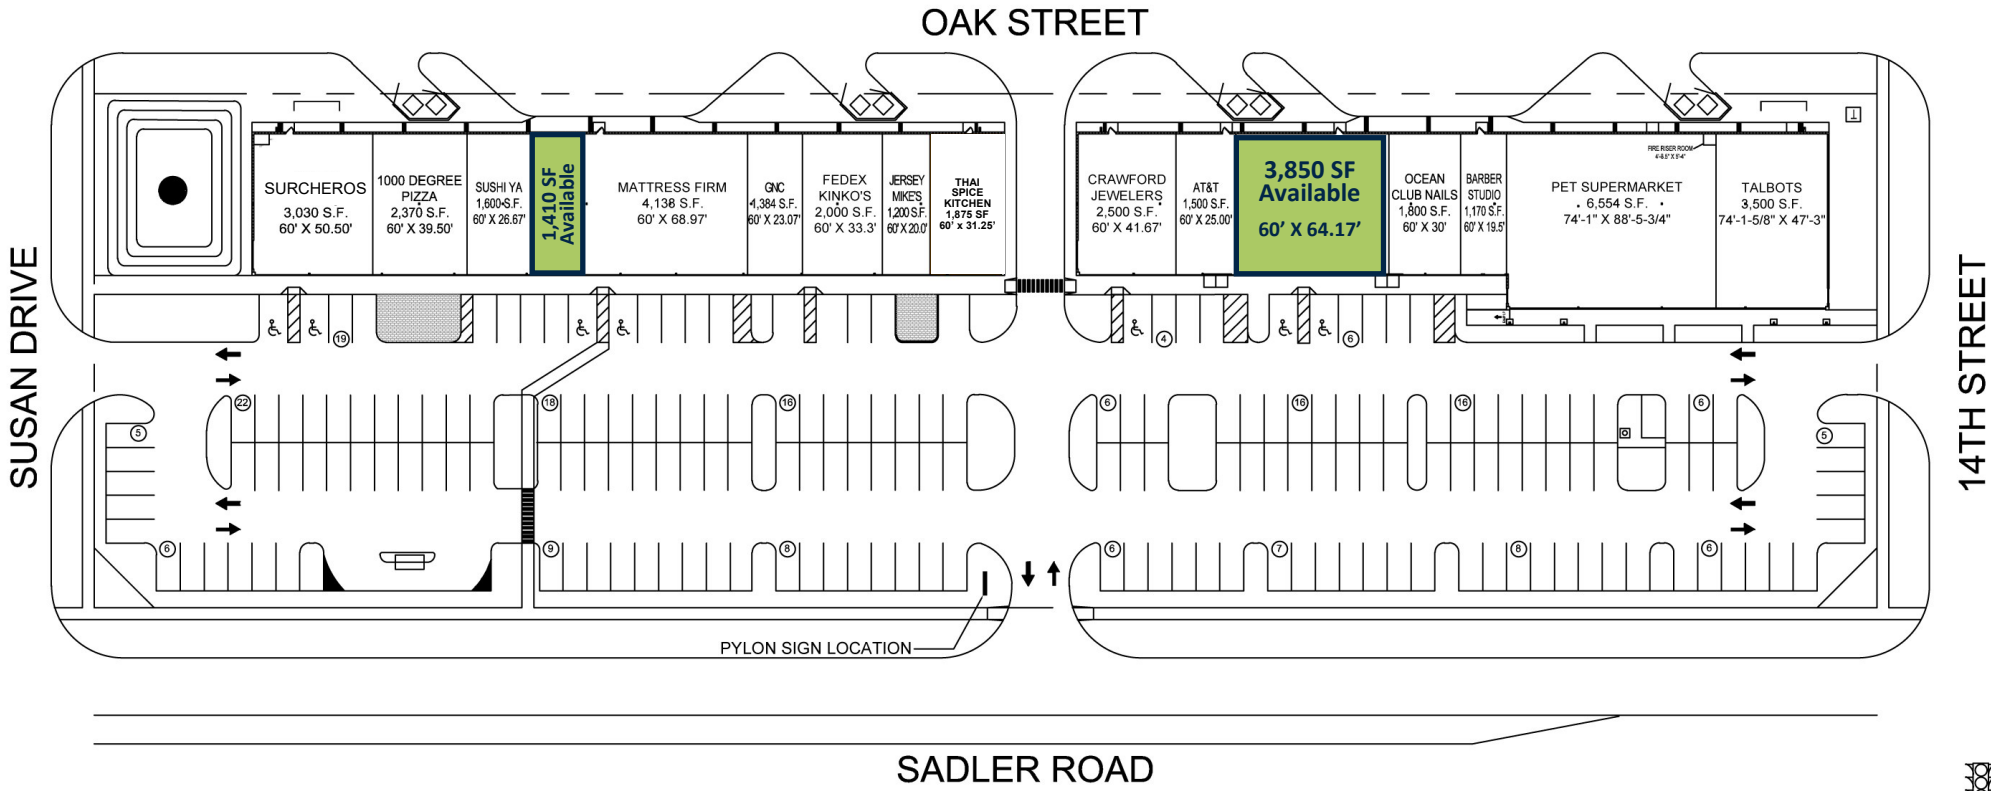 OAK STREET
SUSAN DRIVE
14TH STREET
SURCHEROS
3,030 S.F.
60' X 50.50'
1000 DEGREE
PIZZA
2,370 S.F.
60' X 39.50'
SUSHI YA
1,600 S.F.
60' X 26.67'
1,410 SF
Available
MATTRESS FIRM
4,138 S.F.
60' X 68.97'
GNC
1,384 S.F.
60' X 23.07'
FEDEX
KINKO'S
2,000 S.F.
60' X 33.3'
JERSEY
MIKE'S
1,200 S.F.
60' X 20.0'
THAI
SPICE
KITCHEN
1,875 SF
60' x 31.25'
CRAWFORD
JEWELERS
2,500 S.F.
60' X 41.67'
AT&T
1,500 S.F.
60' X 25.00'
3,850 SF
Available
60' X 64.17'
OCEAN
CLUB NAILS
1,800 S.F.
60' X 30'
BARBER
STUDIO
1,170 S.F.
60' X 19.5'
FIRE RISER ROOM
PET SUPERMARKET
6,554 S.F.
74'-1" X 88'-5-3/4"
TALBOTS
3,500 S.F.
74'-1-5/8" X 47'-3"
19
4
6
22
18
16
6
16
16
6
5
5
6
9
8
6
7
8
6
PYLON SIGN LOCATION
SADLER ROAD